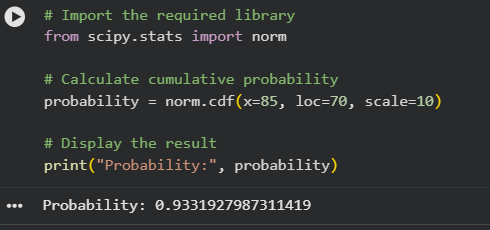 # Import the required library
from scipy.stats import norm
# Calculate cumulative probability
probability = norm.cdf(x=85, loc=70, scale=10)
# Display the result
print("Probability:", probability)
Probability: 0.9331927987311419